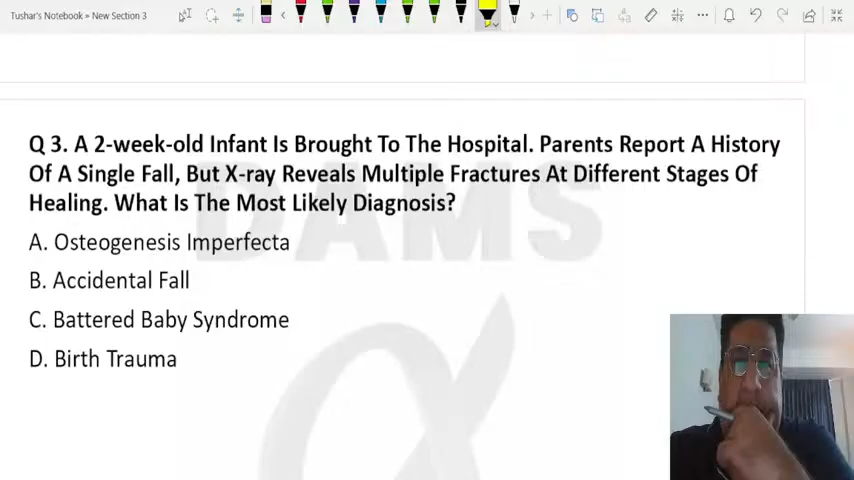 Tushar's Notebook » New Section 3
Q 3. A 2-week-old Infant Is Brought To The Hospital. Parents Report A History
Of A Single Fall, But X-ray Reveals Multiple Fractures At Different Stages Of
Healing. What Is The Most Likely Diagnosis?
A. Osteogenesis Imperfecta
B. Accidental Fall
C. Battered Baby Syndrome
D. Birth Trauma
DAMS